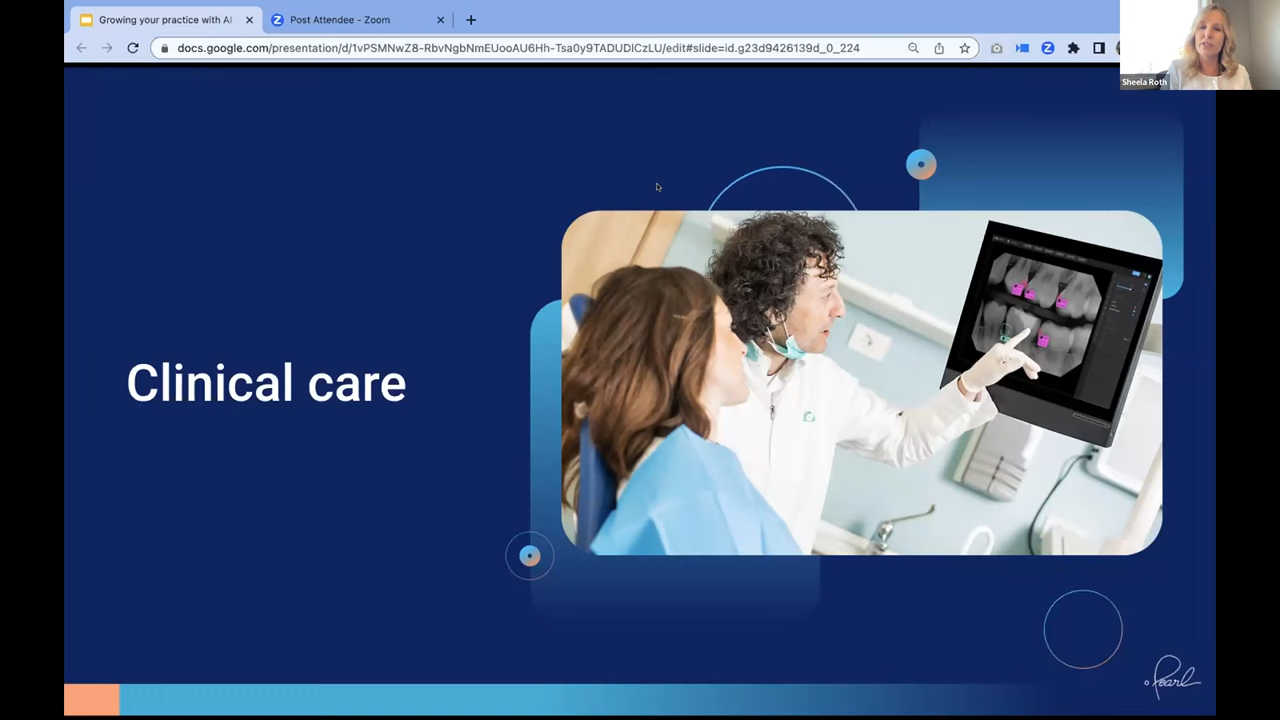 Growing your practice with AI
Post Attendee - Zoom
docs.google.com/presentation/d/1vPSMNwZ8-RbvNgbNmEUooAU6Hh-Tsa0y9TADUDlCzLU/edit#slide=id.g23d9426139d_0_224
Sheela Roth
Clinical care
Pearl